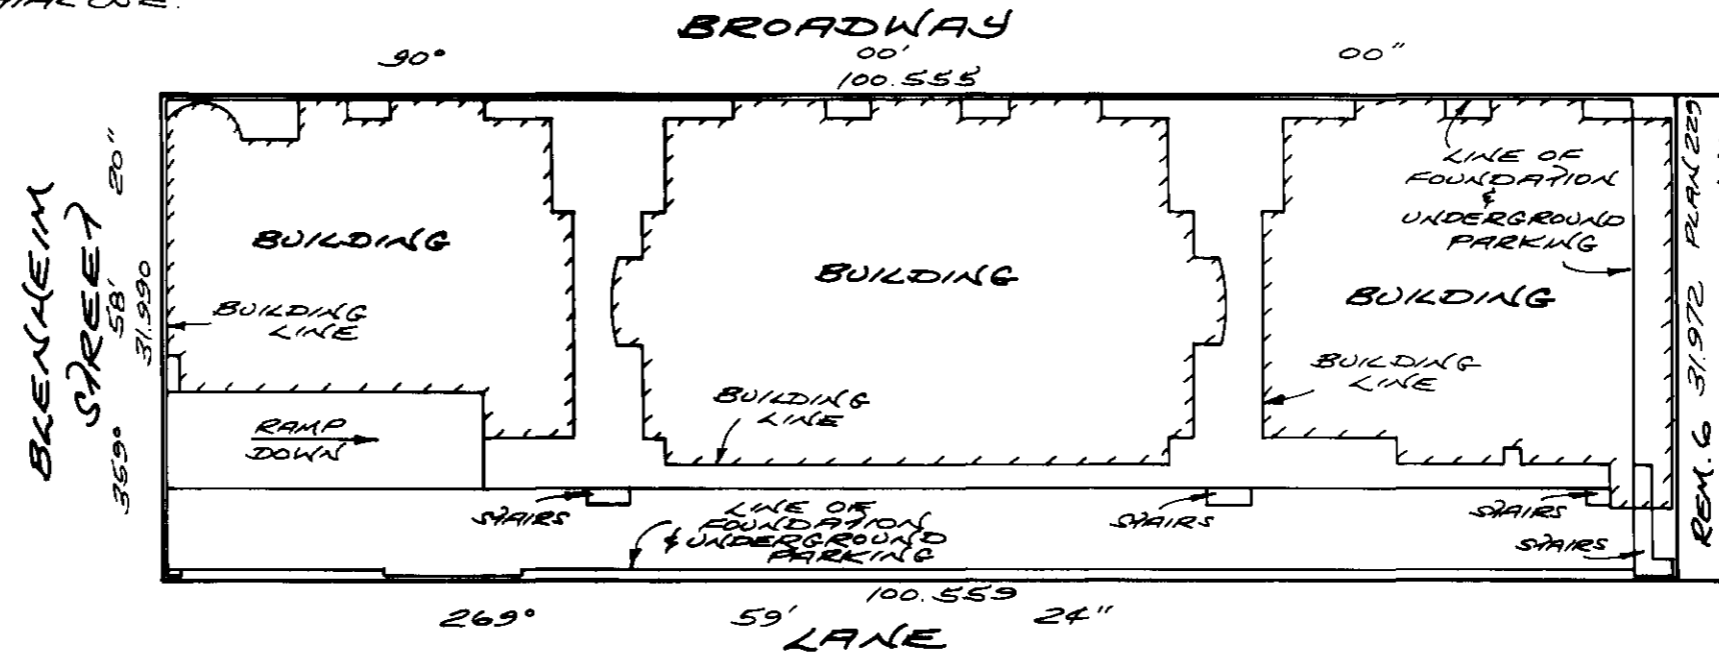 BROADWAY
90° 00' 00"
100.555
BLENHEIM
STREET
359° 58' 20"
31.990
BUILDING
BUILDING
LINE
RAMP
DOWN
BUILDING
BUILDING
LINE
LINE OF
FOUNDATION
&
UNDERGROUND
PARKING
BUILDING
BUILDING
LINE
REM. 6 31.972 PLAN 229
STAIRS
LINE OF
FOUNDATION
& UNDERGROUND
PARKING
STAIRS
STAIRS
STAIRS
100.559
269° 59' 24"
LANE